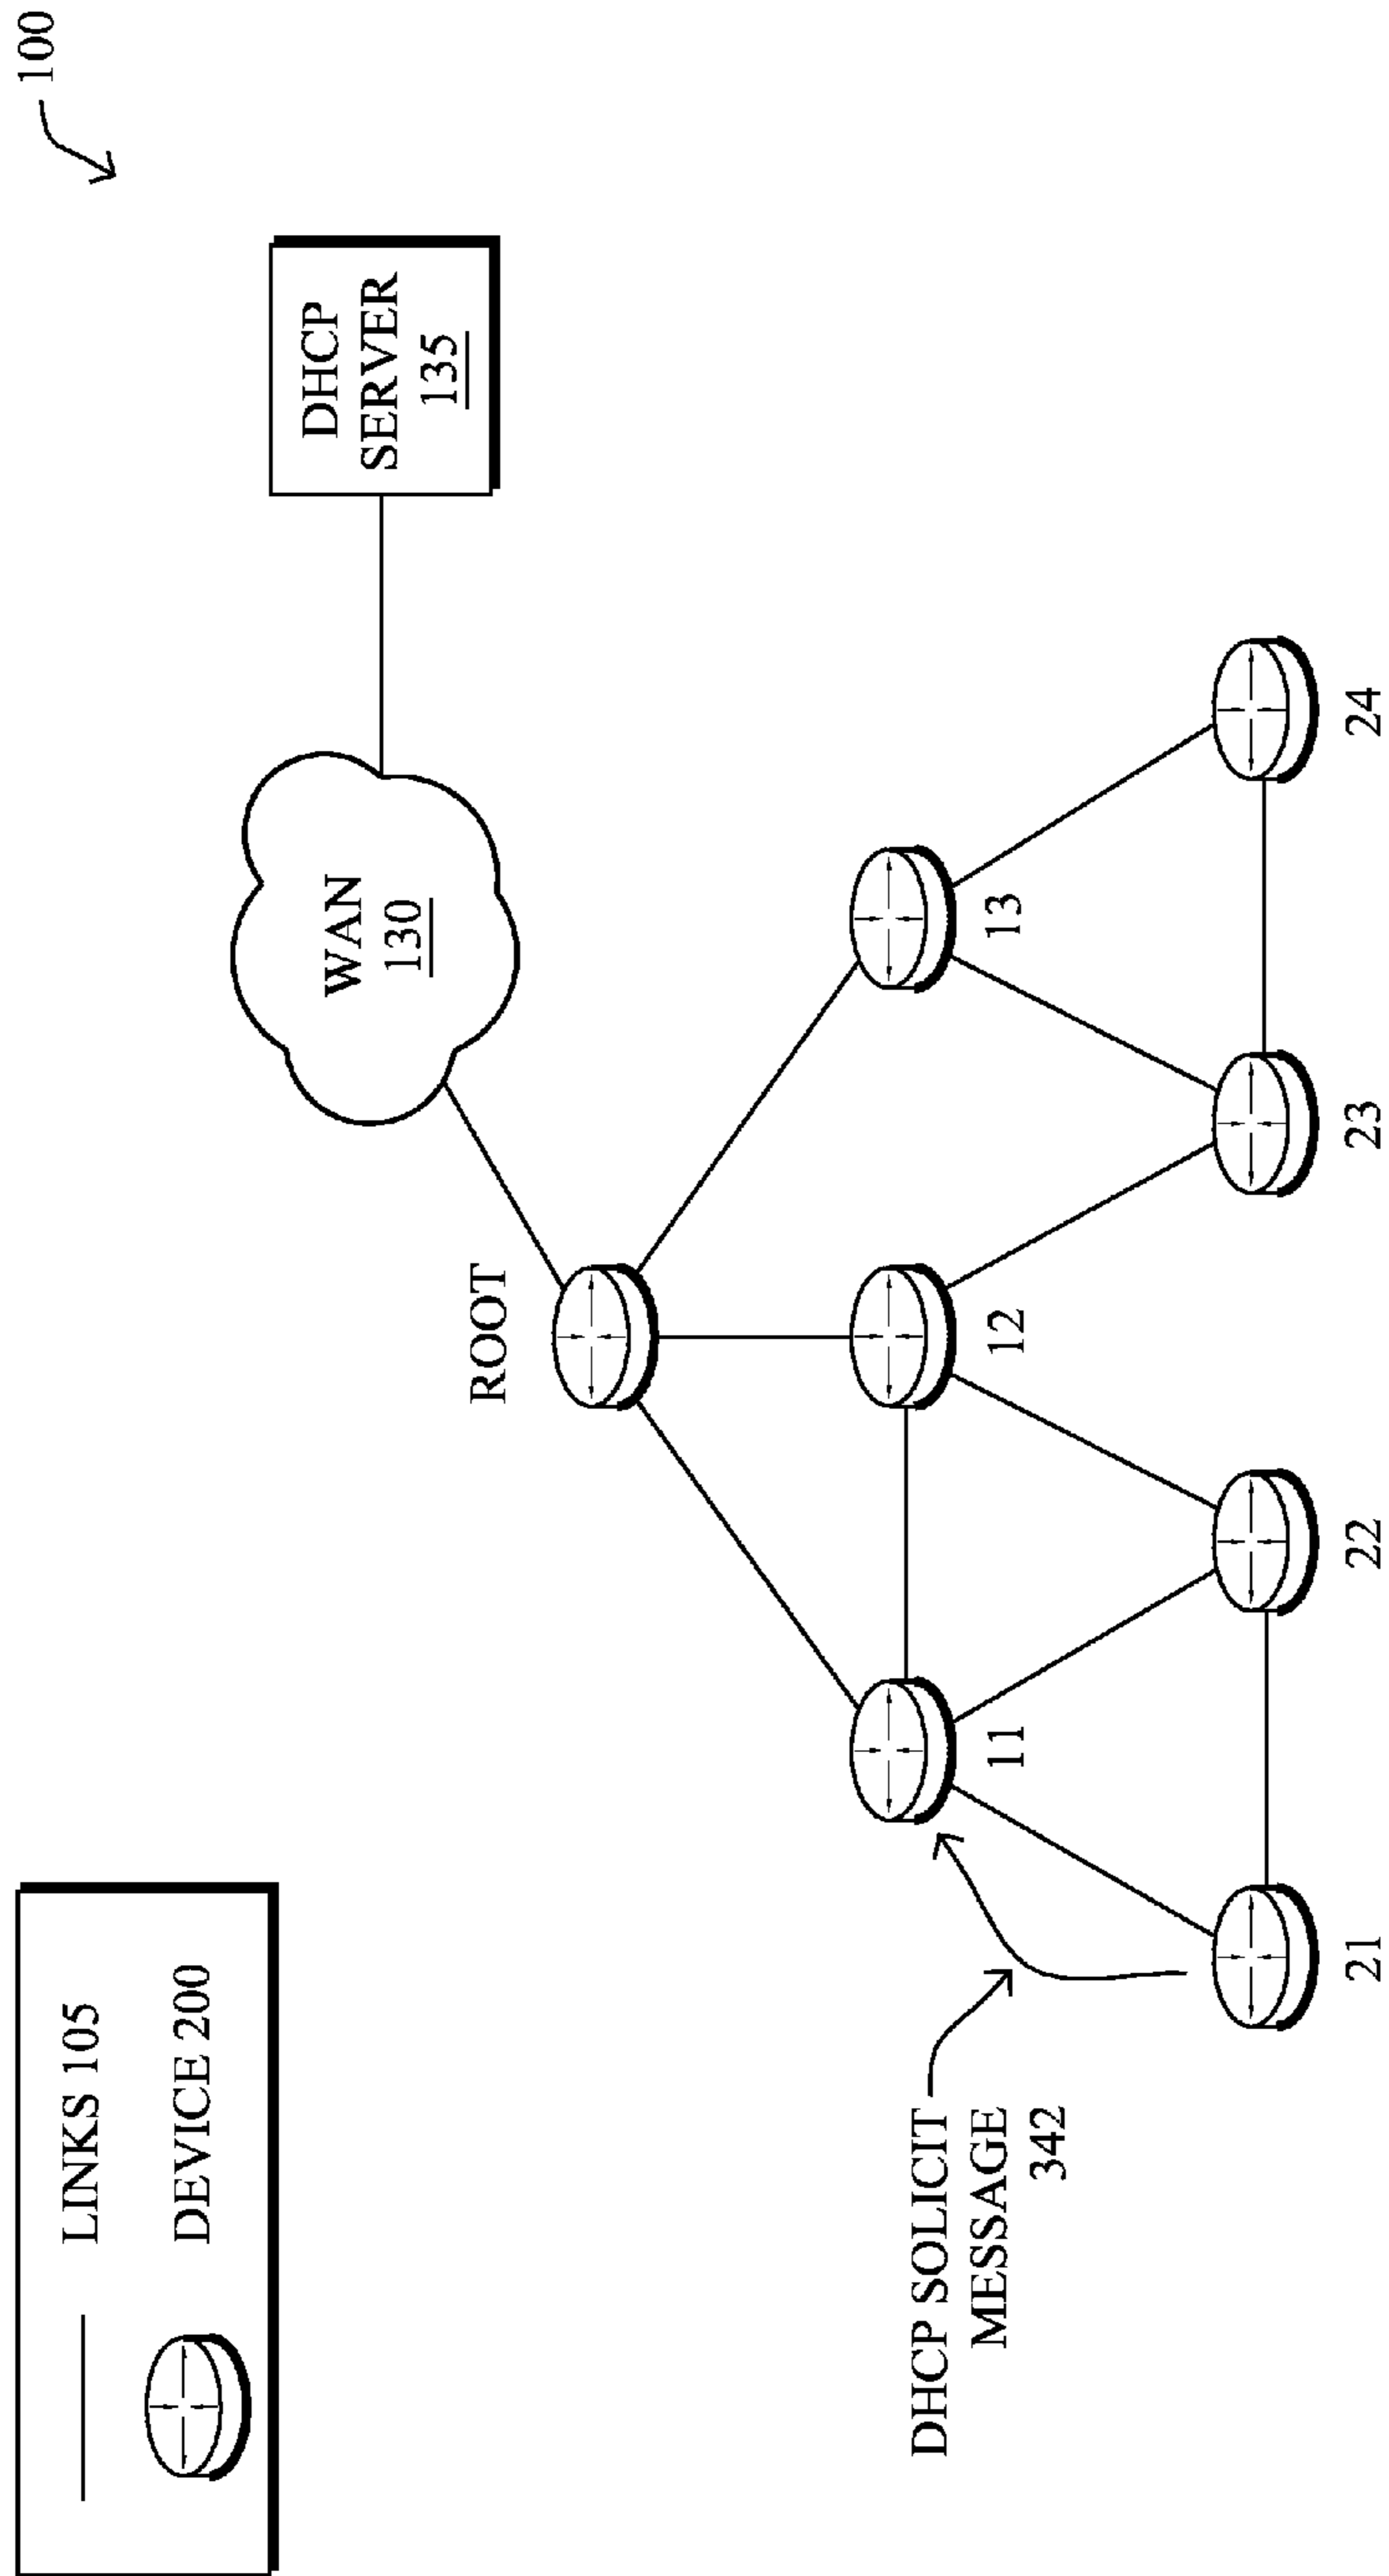 100
LINKS 105
DEVICE 200
DHCP
SERVER
135
WAN
130
ROOT
11
12
13
DHCP SOLICIT
MESSAGE
342
21
22
23
24